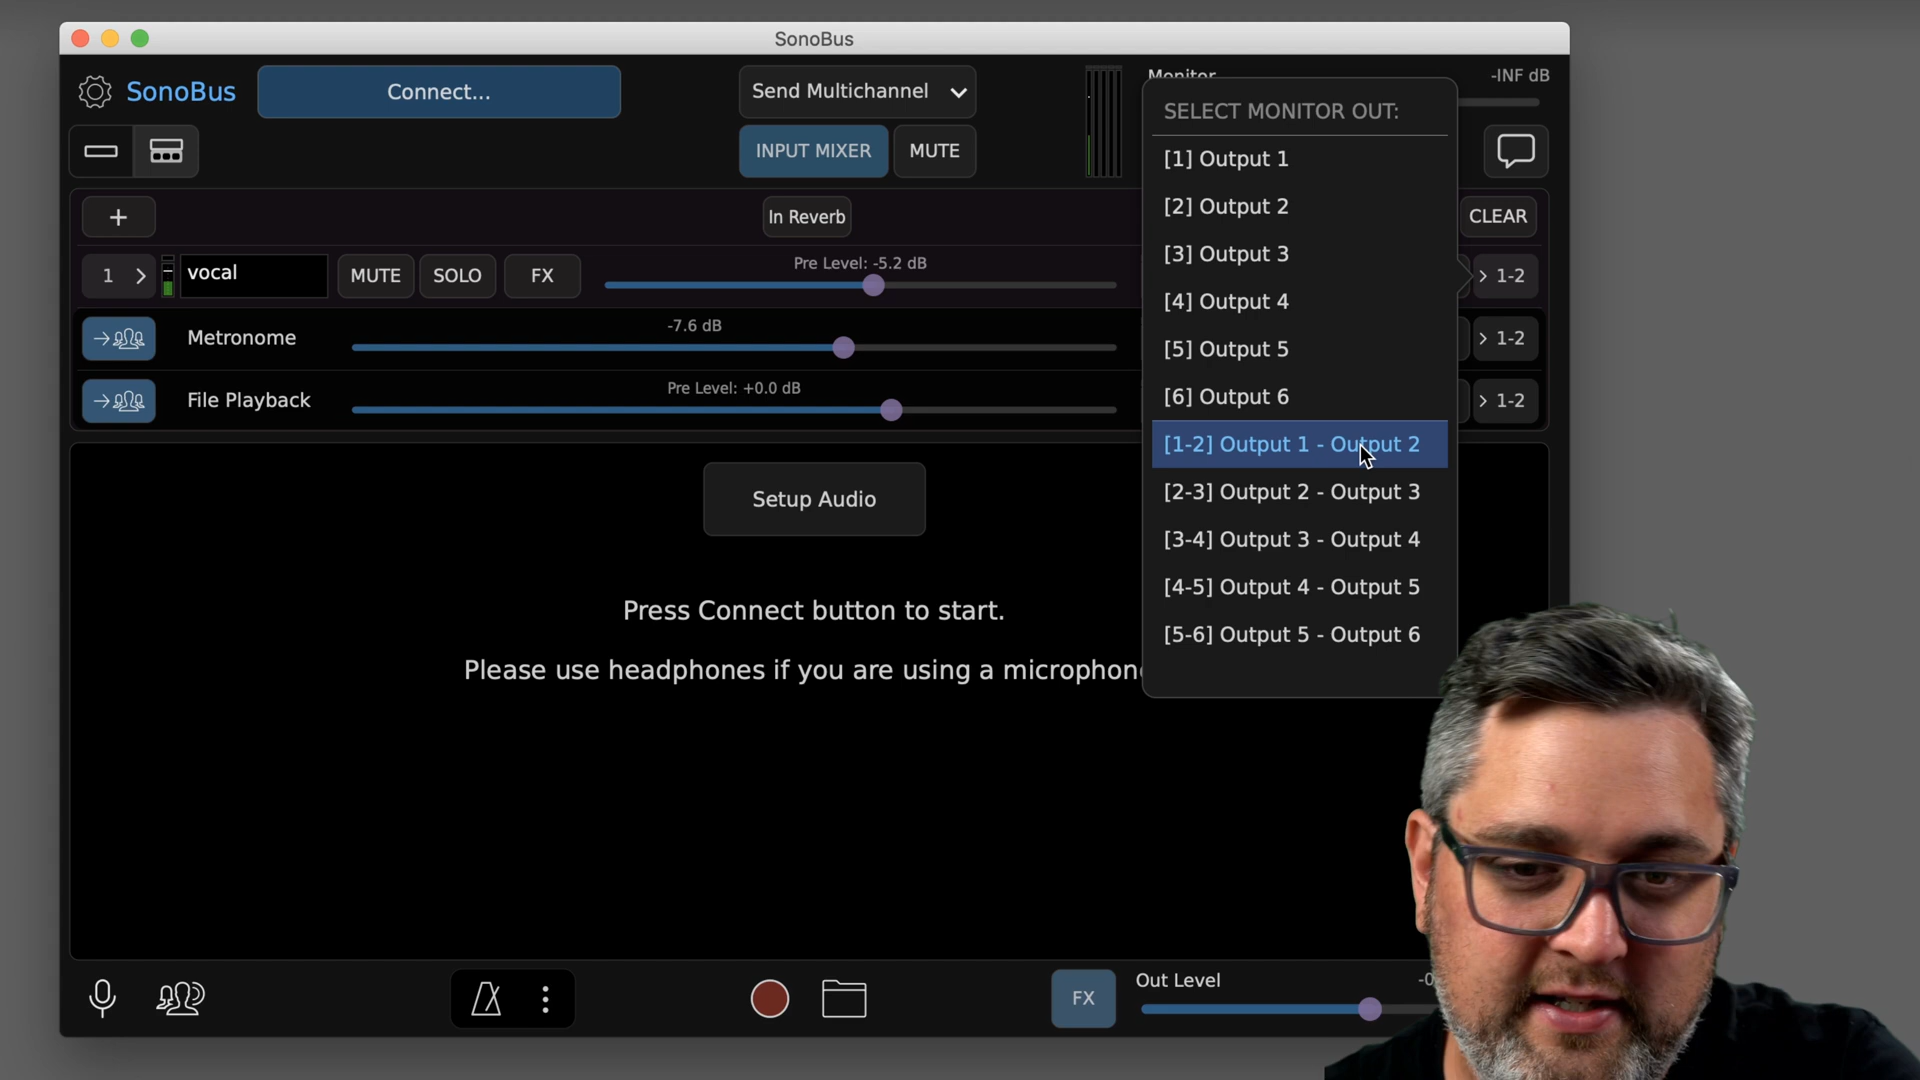 SonoBus
SonoBus
Connect...
Send Multichannel
Monitor
-INF dB
INPUT MIXER
MUTE
SELECT MONITOR OUT:
[1] Output 1
[2] Output 2
[3] Output 3
[4] Output 4
[5] Output 5
[6] Output 6
[1-2] Output 1 - Output 2
[2-3] Output 2 - Output 3
[3-4] Output 3 - Output 4
[4-5] Output 4 - Output 5
[5-6] Output 5 - Output 6
+
In Reverb
CLEAR
1 >
vocal
MUTE
SOLO
FX
Pre Level: -5.2 dB
> 1-2
Metronome
-7.6 dB
> 1-2
File Playback
Pre Level: +0.0 dB
> 1-2
Setup Audio
Press Connect button to start.
Please use headphones if you are using a microphone
FX
Out Level